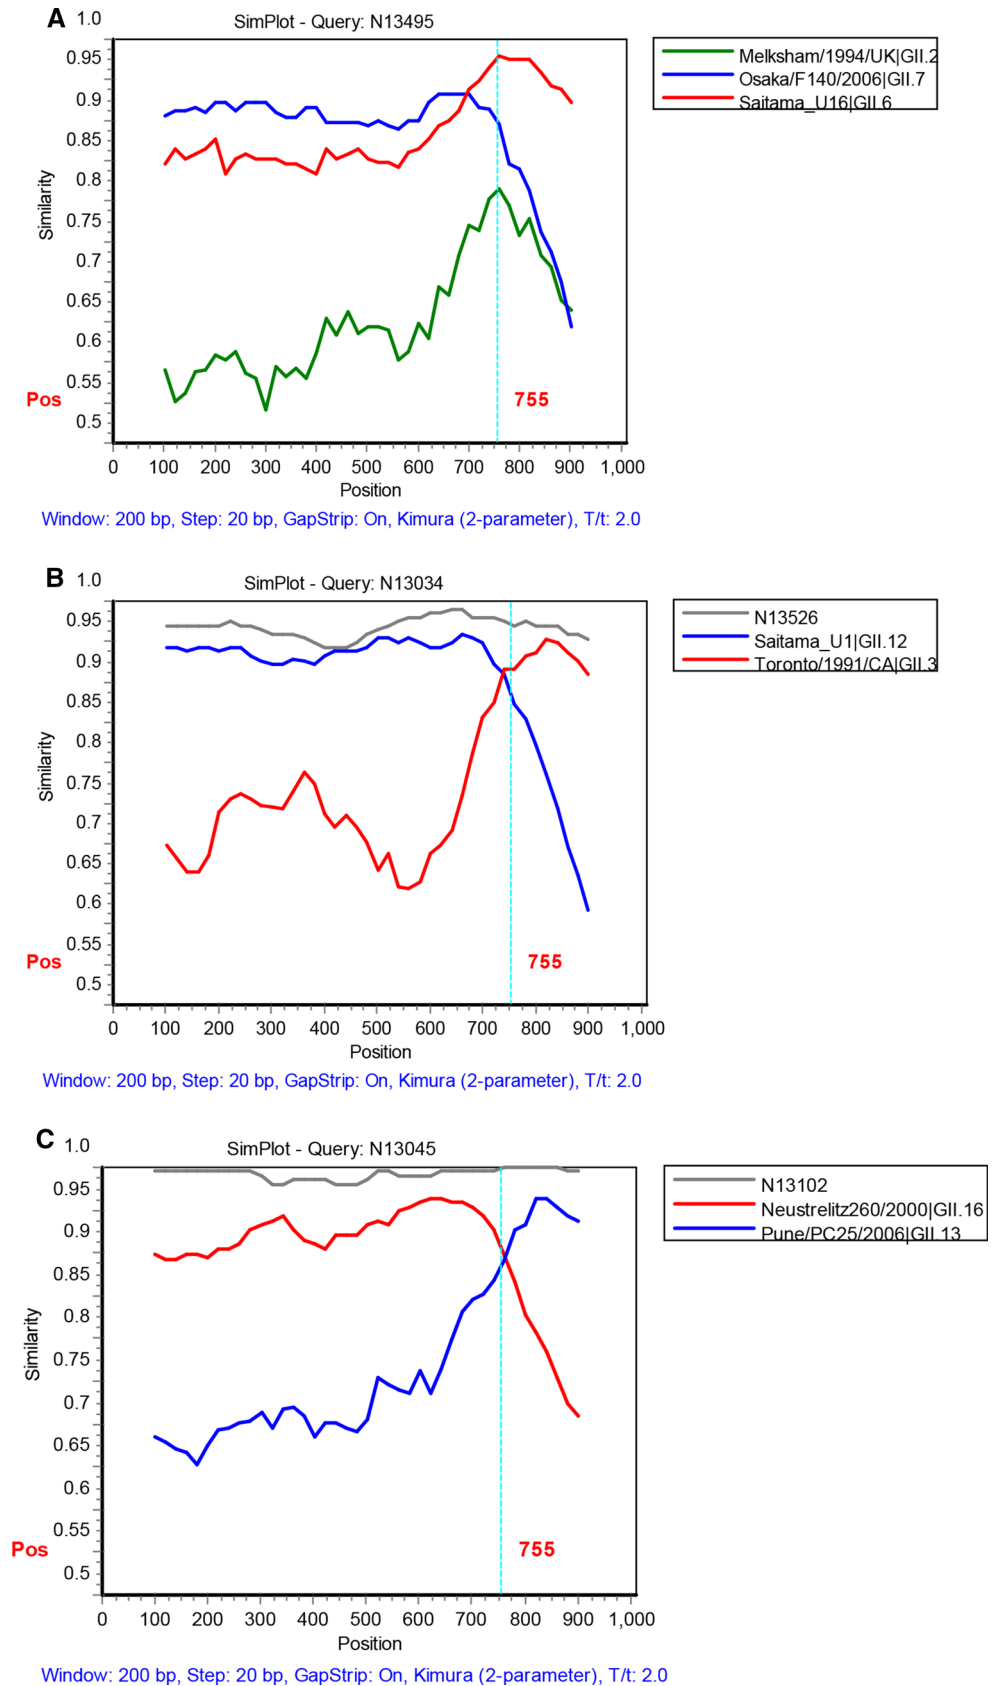 A
SimPlot - Query: N13495
1.0
0.95
0.9
0.85
0.8
0.75
0.7
0.65
0.6
0.55
0.5
Similarity
Pos
755
0 100 200 300 400 500 600 700 800 900 1,000
Position
Melksham/1994/UK|GII.2
Osaka/F140/2006|GII.7
Saitama_U16|GII.6
Window: 200 bp, Step: 20 bp, GapStrip: On, Kimura (2-parameter), T/t: 2.0
B
SimPlot - Query: N13034
1.0
0.95
0.9
0.85
0.8
0.75
0.7
0.65
0.6
0.55
0.5
Similarity
Pos
755
0 100 200 300 400 500 600 700 800 900 1,000
Position
N13526
Saitama_U1|GII.12
Toronto/1991/CA|GII.3
Window: 200 bp, Step: 20 bp, GapStrip: On, Kimura (2-parameter), T/t: 2.0
C
SimPlot - Query: N13045
1.0
0.95
0.9
0.85
0.8
0.75
0.7
0.65
0.6
0.55
0.5
Similarity
Pos
755
0 100 200 300 400 500 600 700 800 900 1,000
Position
N13102
Neustrelitz260/2000|GII.16
Pune/PC25/2006|GII.13
Window: 200 bp, Step: 20 bp, GapStrip: On, Kimura (2-parameter), T/t: 2.0